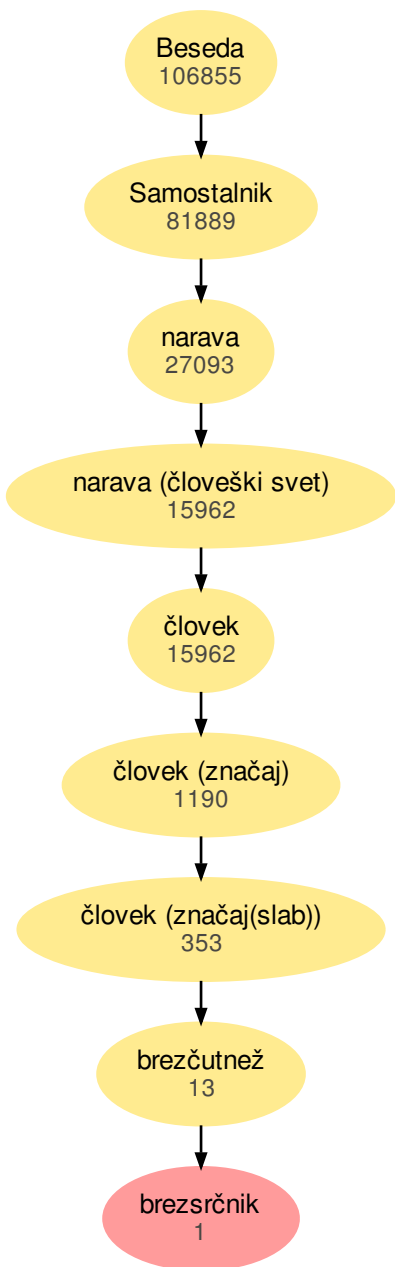 Beseda
106855
Samostalnik
81889
narava
27093
narava (človeški svet)
15962
človek
15962
človek (značaj)
1190
človek (značaj(slab))
353
brezčutnež
13
brezsrčnik
1